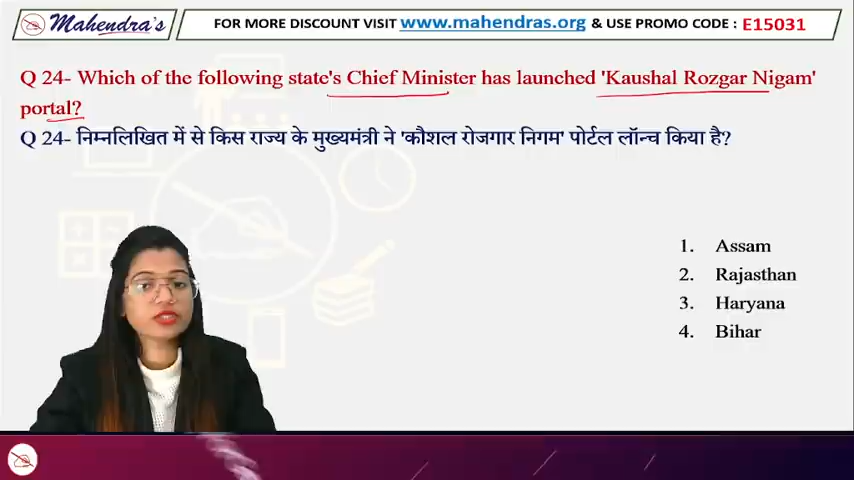 Mahendra's
FOR MORE DISCOUNT VISIT www.mahendras.org & USE PROMO CODE : E15031
Q 24- Which of the following state's Chief Minister has launched 'Kaushal Rozgar Nigam'
portal?
Q 24- निम्नलिखित में से किस राज्य के मुख्यमंत्री ने 'कौशल रोजगार निगम' पोर्टल लॉन्च किया है?
1. Assam
2. Rajasthan
3. Haryana
4. Bihar